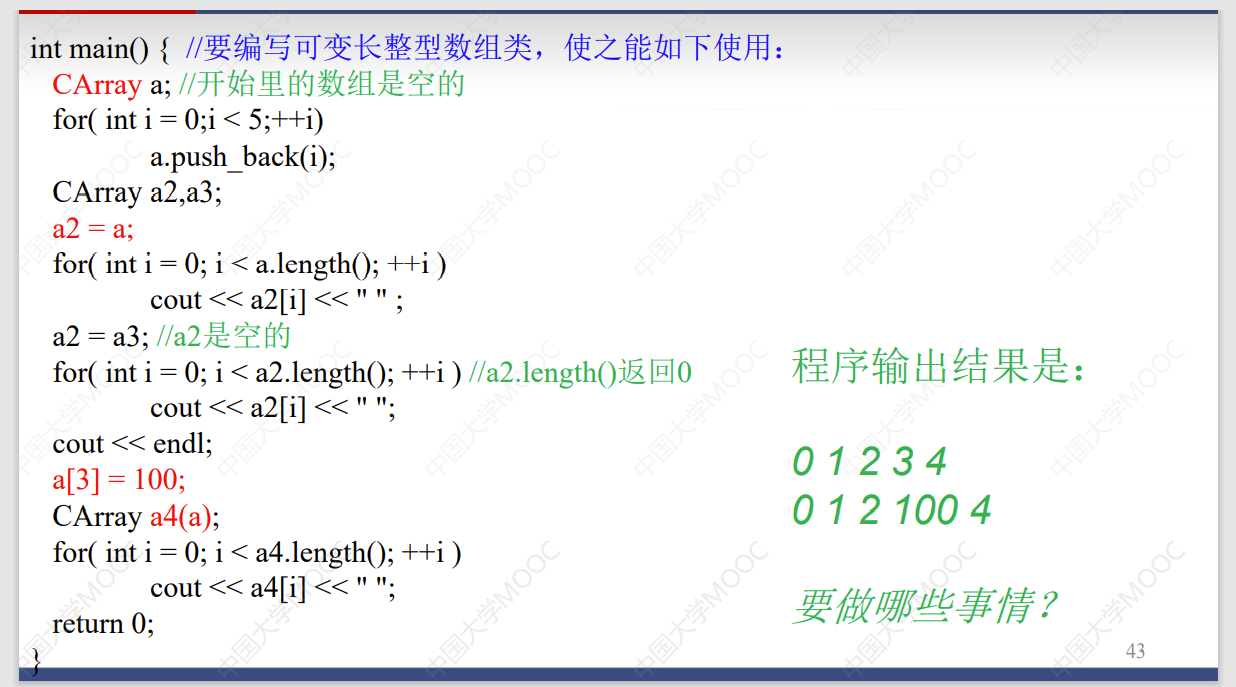 int main() { //要编写可变长整型数组类，使之能如下使用：
CArray a; //开始里的数组是空的
for( int i = 0;i < 5;++i)
a.push_back(i);
CArray a2,a3;
a2 = a;
for( int i = 0; i < a.length(); ++i )
cout << a2[i] << " " ;
a2 = a3; //a2是空的
for( int i = 0; i < a2.length(); ++i ) //a2.length()返回0
cout << a2[i] << " ";
cout << endl;
a[3] = 100;
CArray a4(a);
for( int i = 0; i < a4.length(); ++i )
cout << a4[i] << " ";
return 0;
}
程序输出结果是：
0 1 2 3 4
0 1 2 100 4
要做哪些事情？
43
中国大学MOOC